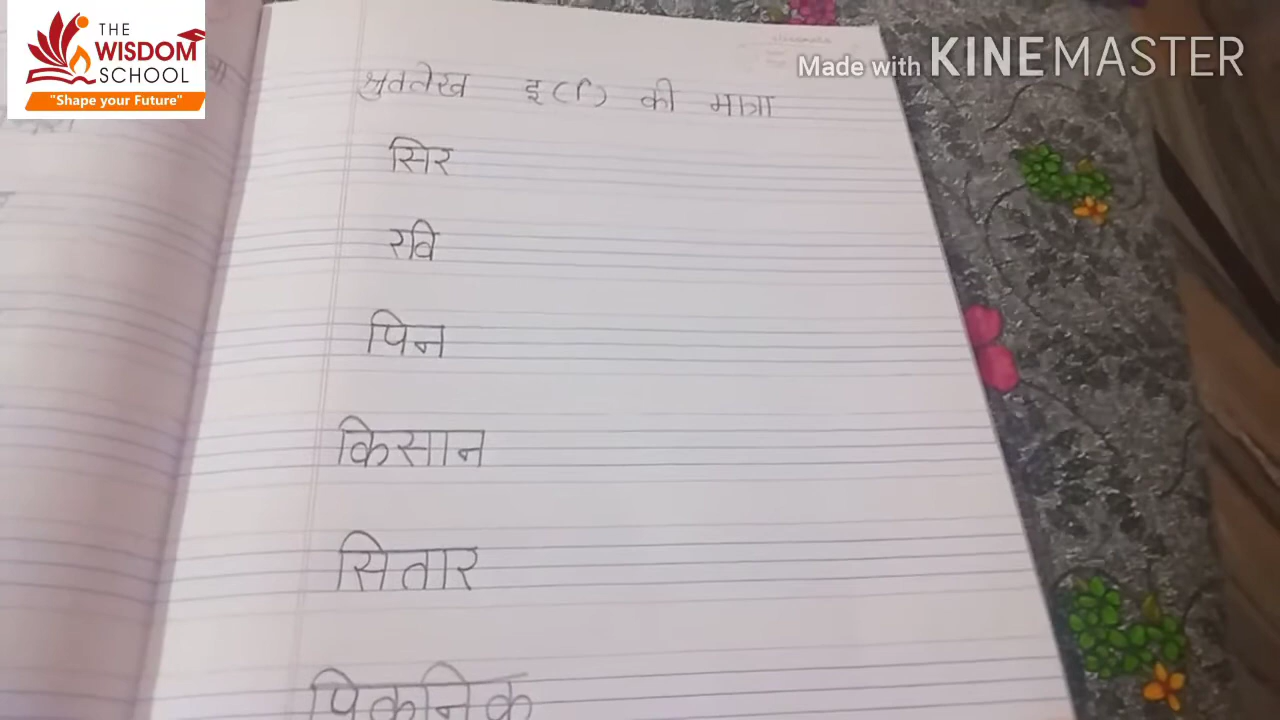 THE
WISDOM
SCHOOL
"Shape your Future"
Made with KINEMASTER
श्रुतलेख इ (ि) की मात्रा
सिर
रवि
पिन
किसान
सितार
पिकनिक